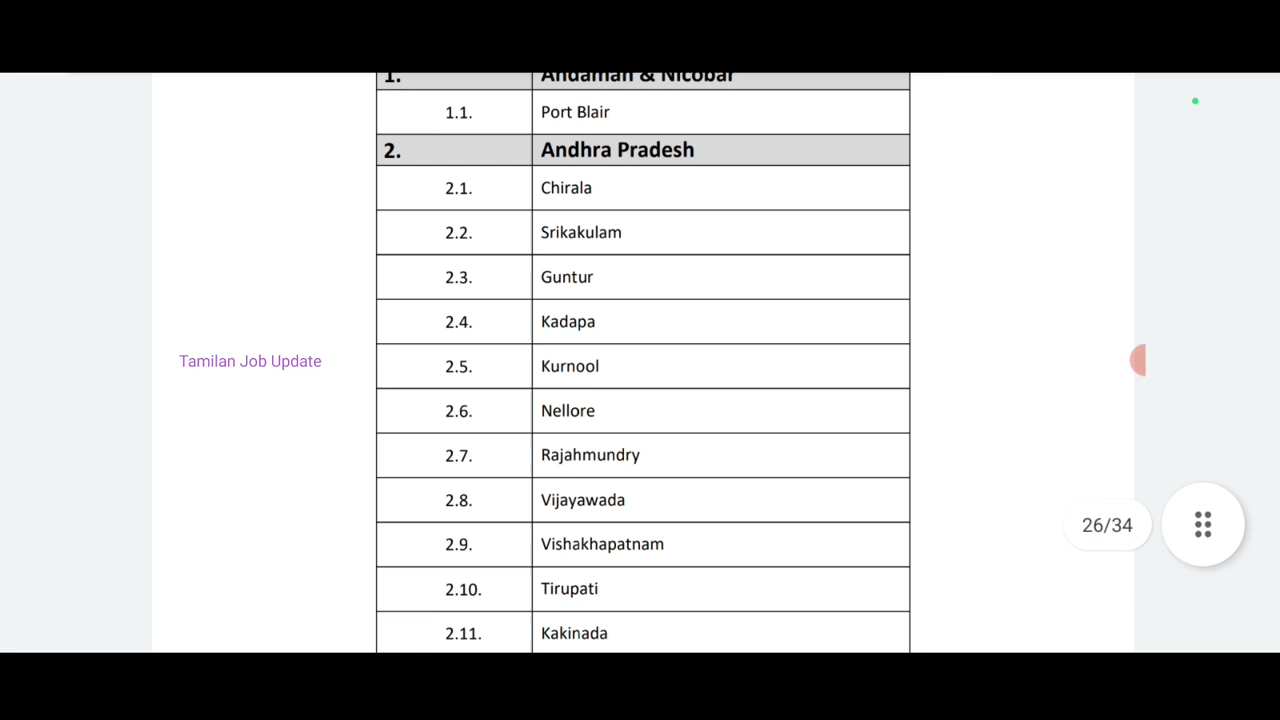 1. Andaman & Nicobar
1.1. Port Blair
2. Andhra Pradesh
2.1. Chirala
2.2. Srikakulam
2.3. Guntur
2.4. Kadapa
Tamilan Job Update
2.5. Kurnool
2.6. Nellore
2.7. Rajahmundry
2.8. Vijayawada
26/34
2.9. Vishakhapatnam
2.10. Tirupati
2.11. Kakinada